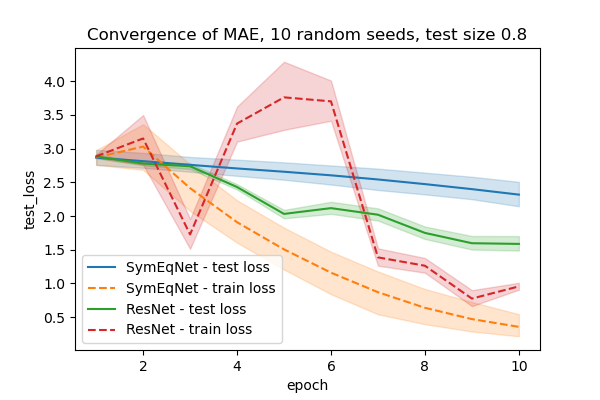 Convergence of MAE, 10 random seeds, test size 0.8
test_loss
4.0
3.5
3.0
2.5
2.0
1.5
1.0
0.5
SymEqNet - test loss
SymEqNet - train loss
ResNet - test loss
ResNet - train loss
2 4 6 8 10
epoch